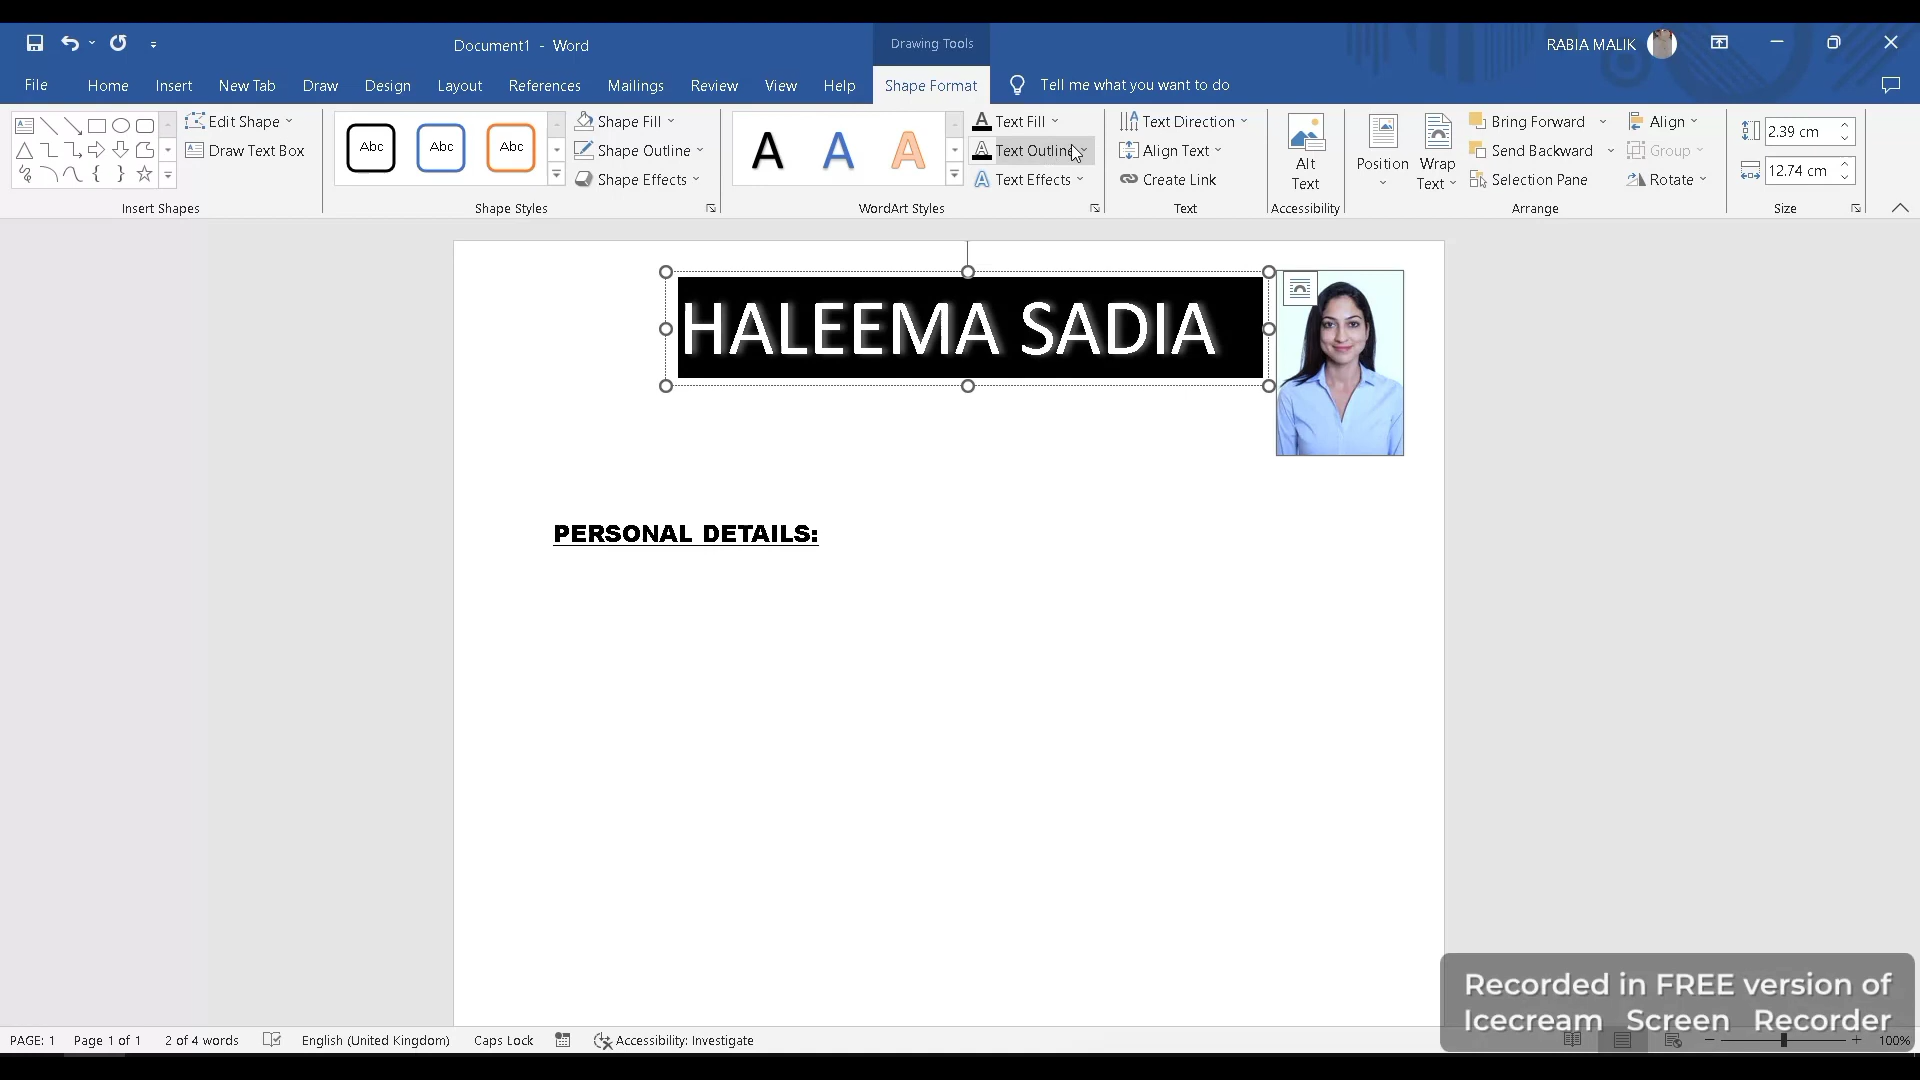 Document1 - Word
Drawing Tools
RABIA MALIK
File Home Insert New Tab Draw Design Layout References Mailings Review View Help Shape Format Tell me what you want to do
Edit Shape
Draw Text Box
Insert Shapes
Abc Abc Abc
Shape Fill
Shape Outline
Shape Effects
Shape Styles
A A A
Text Fill
Text Outline
Text Effects
WordArt Styles
Text Direction
Align Text
Create Link
Text
Alt
Text
Accessibility
Position
Wrap
Text
Bring Forward
Send Backward
Selection Pane
Align
Group
Rotate
Arrange
2.39 cm
12.74 cm
Size
HALEEMA SADIA
PERSONAL DETAILS:
Recorded in FREE version of
Icecream Screen Recorder
PAGE: 1 Page 1 of 1 2 of 4 words English (United Kingdom) Caps Lock Accessibility: Investigate 100%